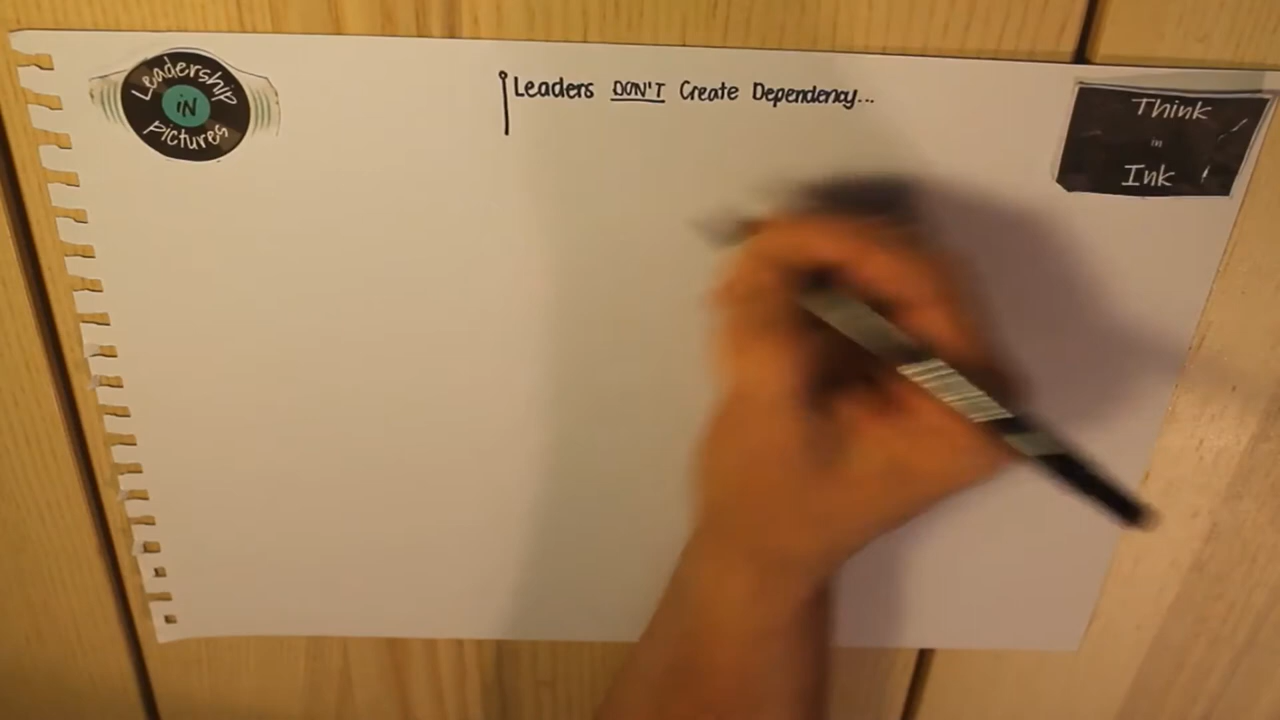 Leadership
iN
pictures
Leaders DON'T Create Dependency...
Think
in
Ink